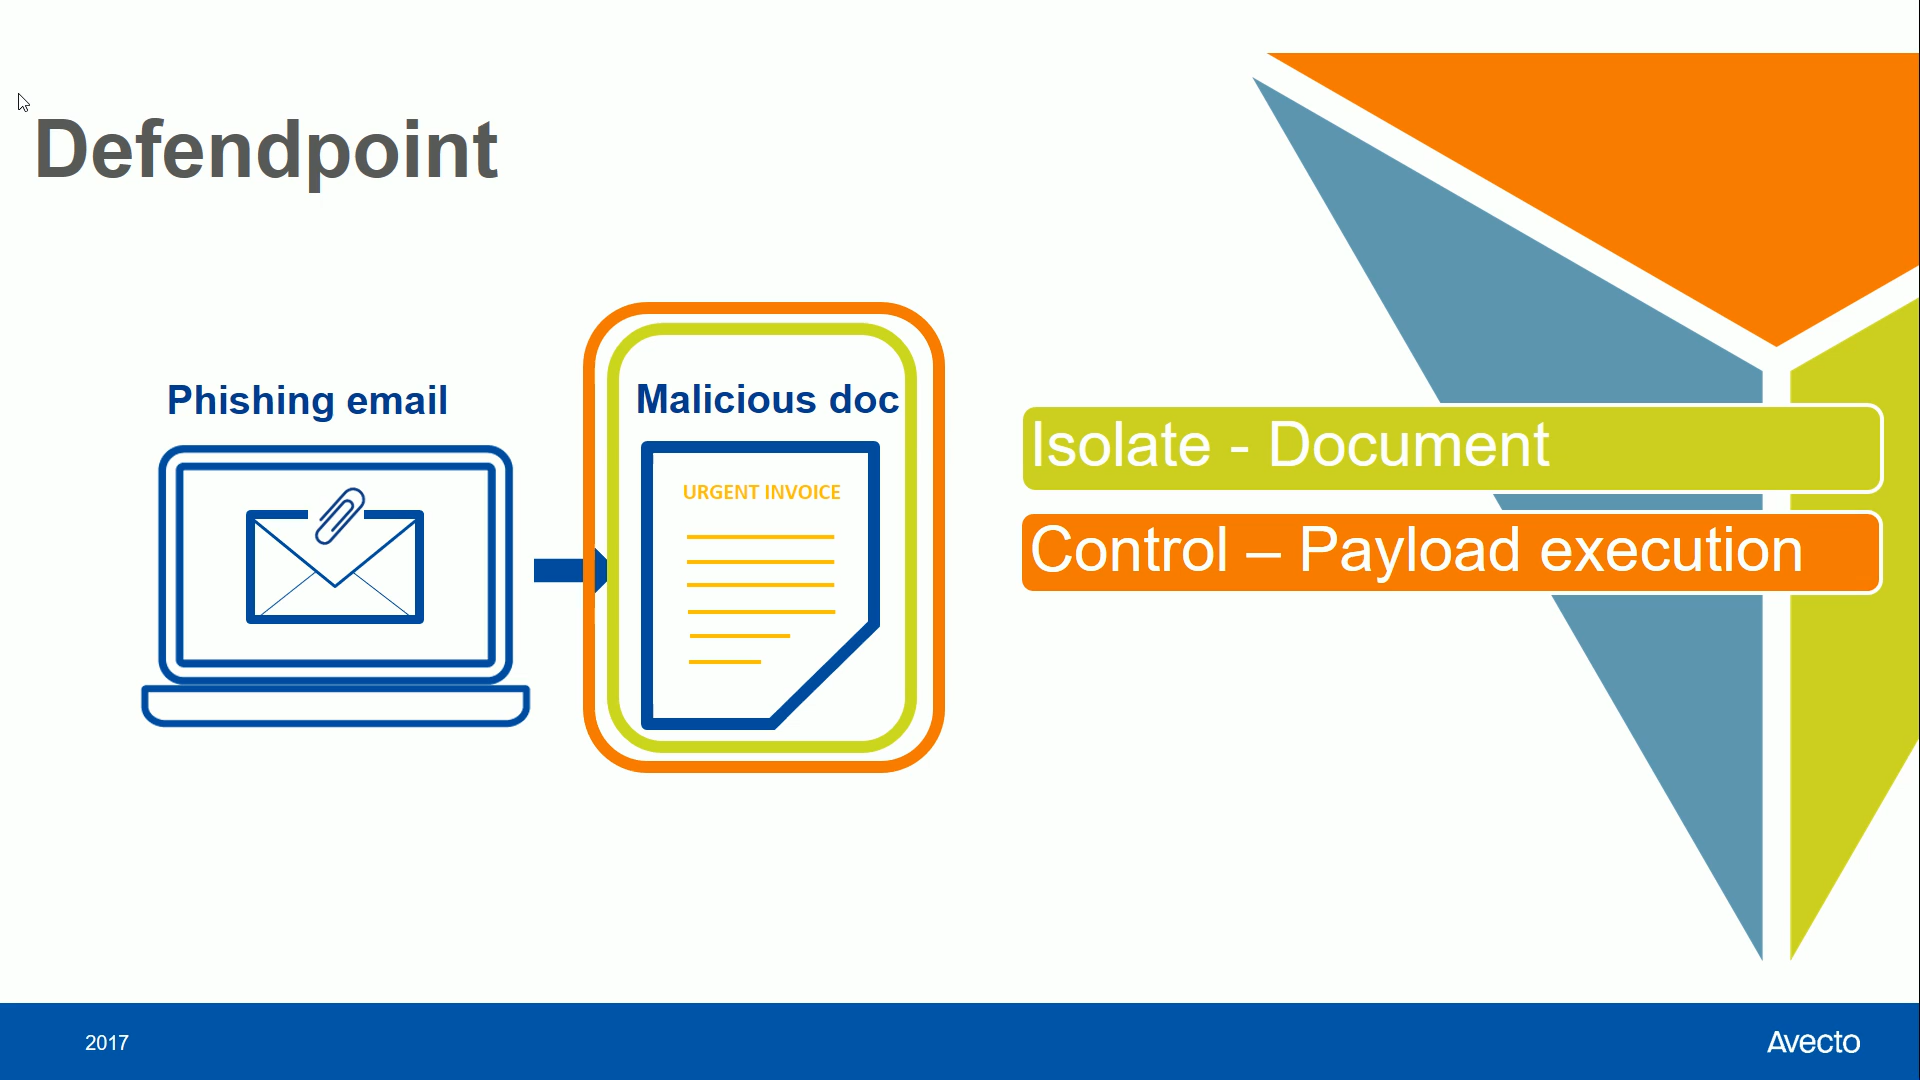 Defendpoint
Phishing email
Malicious doc
URGENT INVOICE
Isolate - Document
Control – Payload execution
2017
Avecto